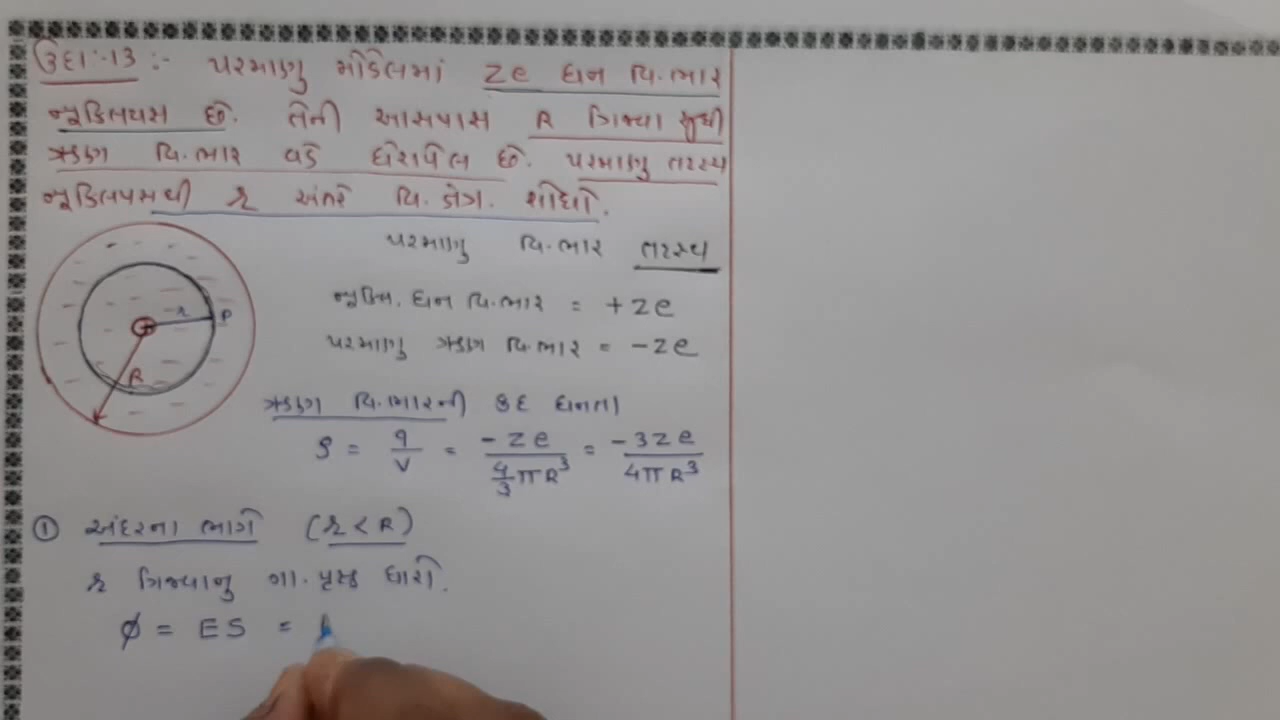 ઉદા:-13 :- પરમાણુ મોડેલમાં Ze ધન વિ.ભાર
ન્યૂક્લિયસ છે. તેની આસપાસ R ત્રિજ્યા સુધી
ઋણ વિ.ભાર વડે ઘેરાયેલ છે. પરમાણુ તટસ્થ
ન્યૂક્લિયસથી r અંતરે વિ.ક્ષેત્ર. શોધો.
પરમાણુ વિ.ભાર તટસ્થ
ન્યૂક્લિ. ધન વિ.ભાર = +ze
પરમાણુ ઋણ વિ.ભાર = -ze
r P
R
ઋણ વિ.ભારની કદ ઘનતા
ρ = q/V = -ze/(4/3 πR³) = -3ze/4πR³
① અંદરના ભાગે (r < R)
r ત્રિજ્યાનુ ગો. પૃષ્ઠ ધારો.
φ = ES =